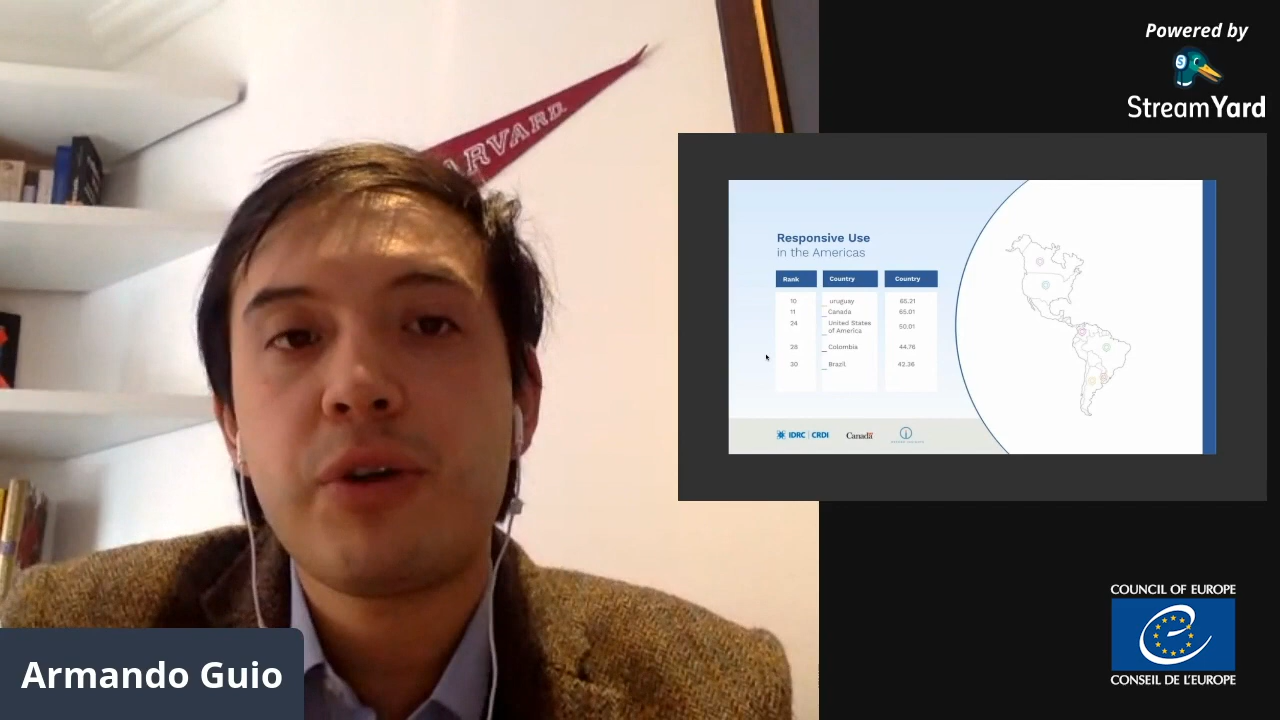 Powered by
StreamYard
HARVARD
Responsive Use
in the Americas
Rank Country Country
10 uruguay 65.21
11 Canada 65.01
24 United States
of America 50.01
28 Colombia 44.76
30 Brazil 42.36
IDRC | CRDI Canada
COUNCIL OF EUROPE
CONSEIL DE L'EUROPE
Armando Guio